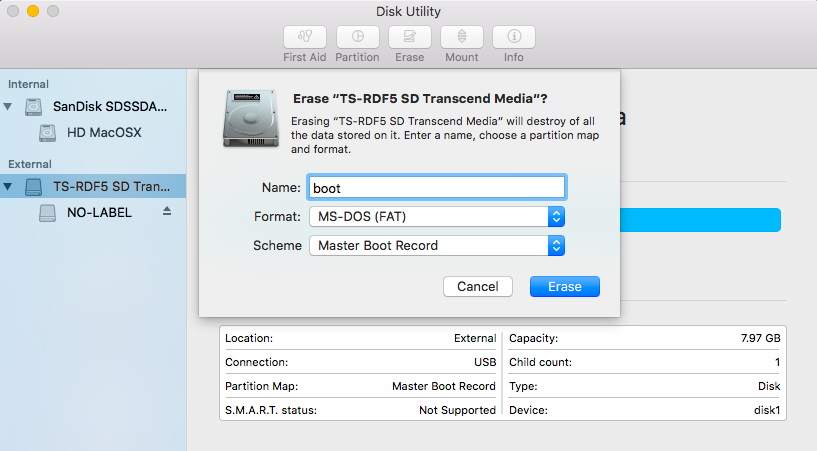 Disk Utility
First Aid
Partition
Erase
Mount
Info
Internal
SanDisk SDSSDA...
HD MacOSX
External
TS-RDF5 SD Tran...
NO-LABEL
Erase “TS-RDF5 SD Transcend Media”?
Erasing “TS-RDF5 SD Transcend Media” will destroy of all
the data stored on it. Enter a name, choose a partition map
and format.
Name: boot
Format: MS-DOS (FAT)
Scheme Master Boot Record
Cancel Erase
Location: External Capacity: 7.97 GB
Connection: USB Child count: 1
Partition Map: Master Boot Record Type: Disk
S.M.A.R.T. status: Not Supported Device: disk1